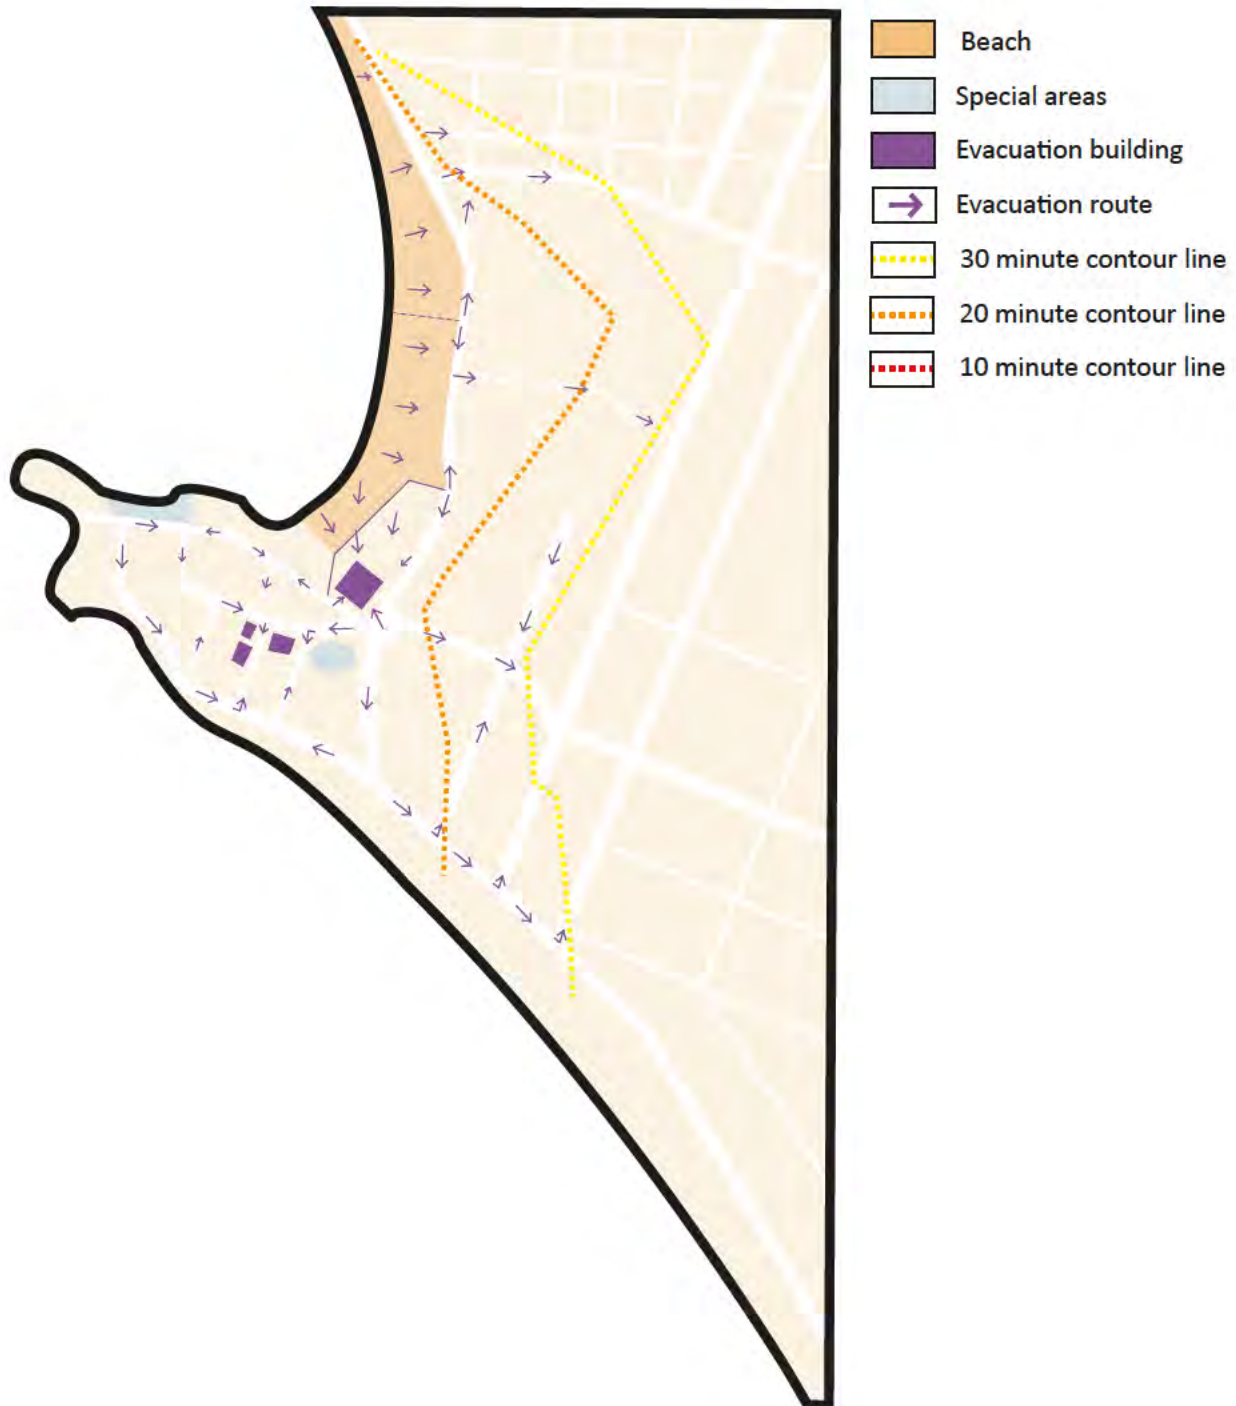 Beach
Special areas
Evacuation building
Evacuation route
30 minute contour line
20 minute contour line
10 minute contour line